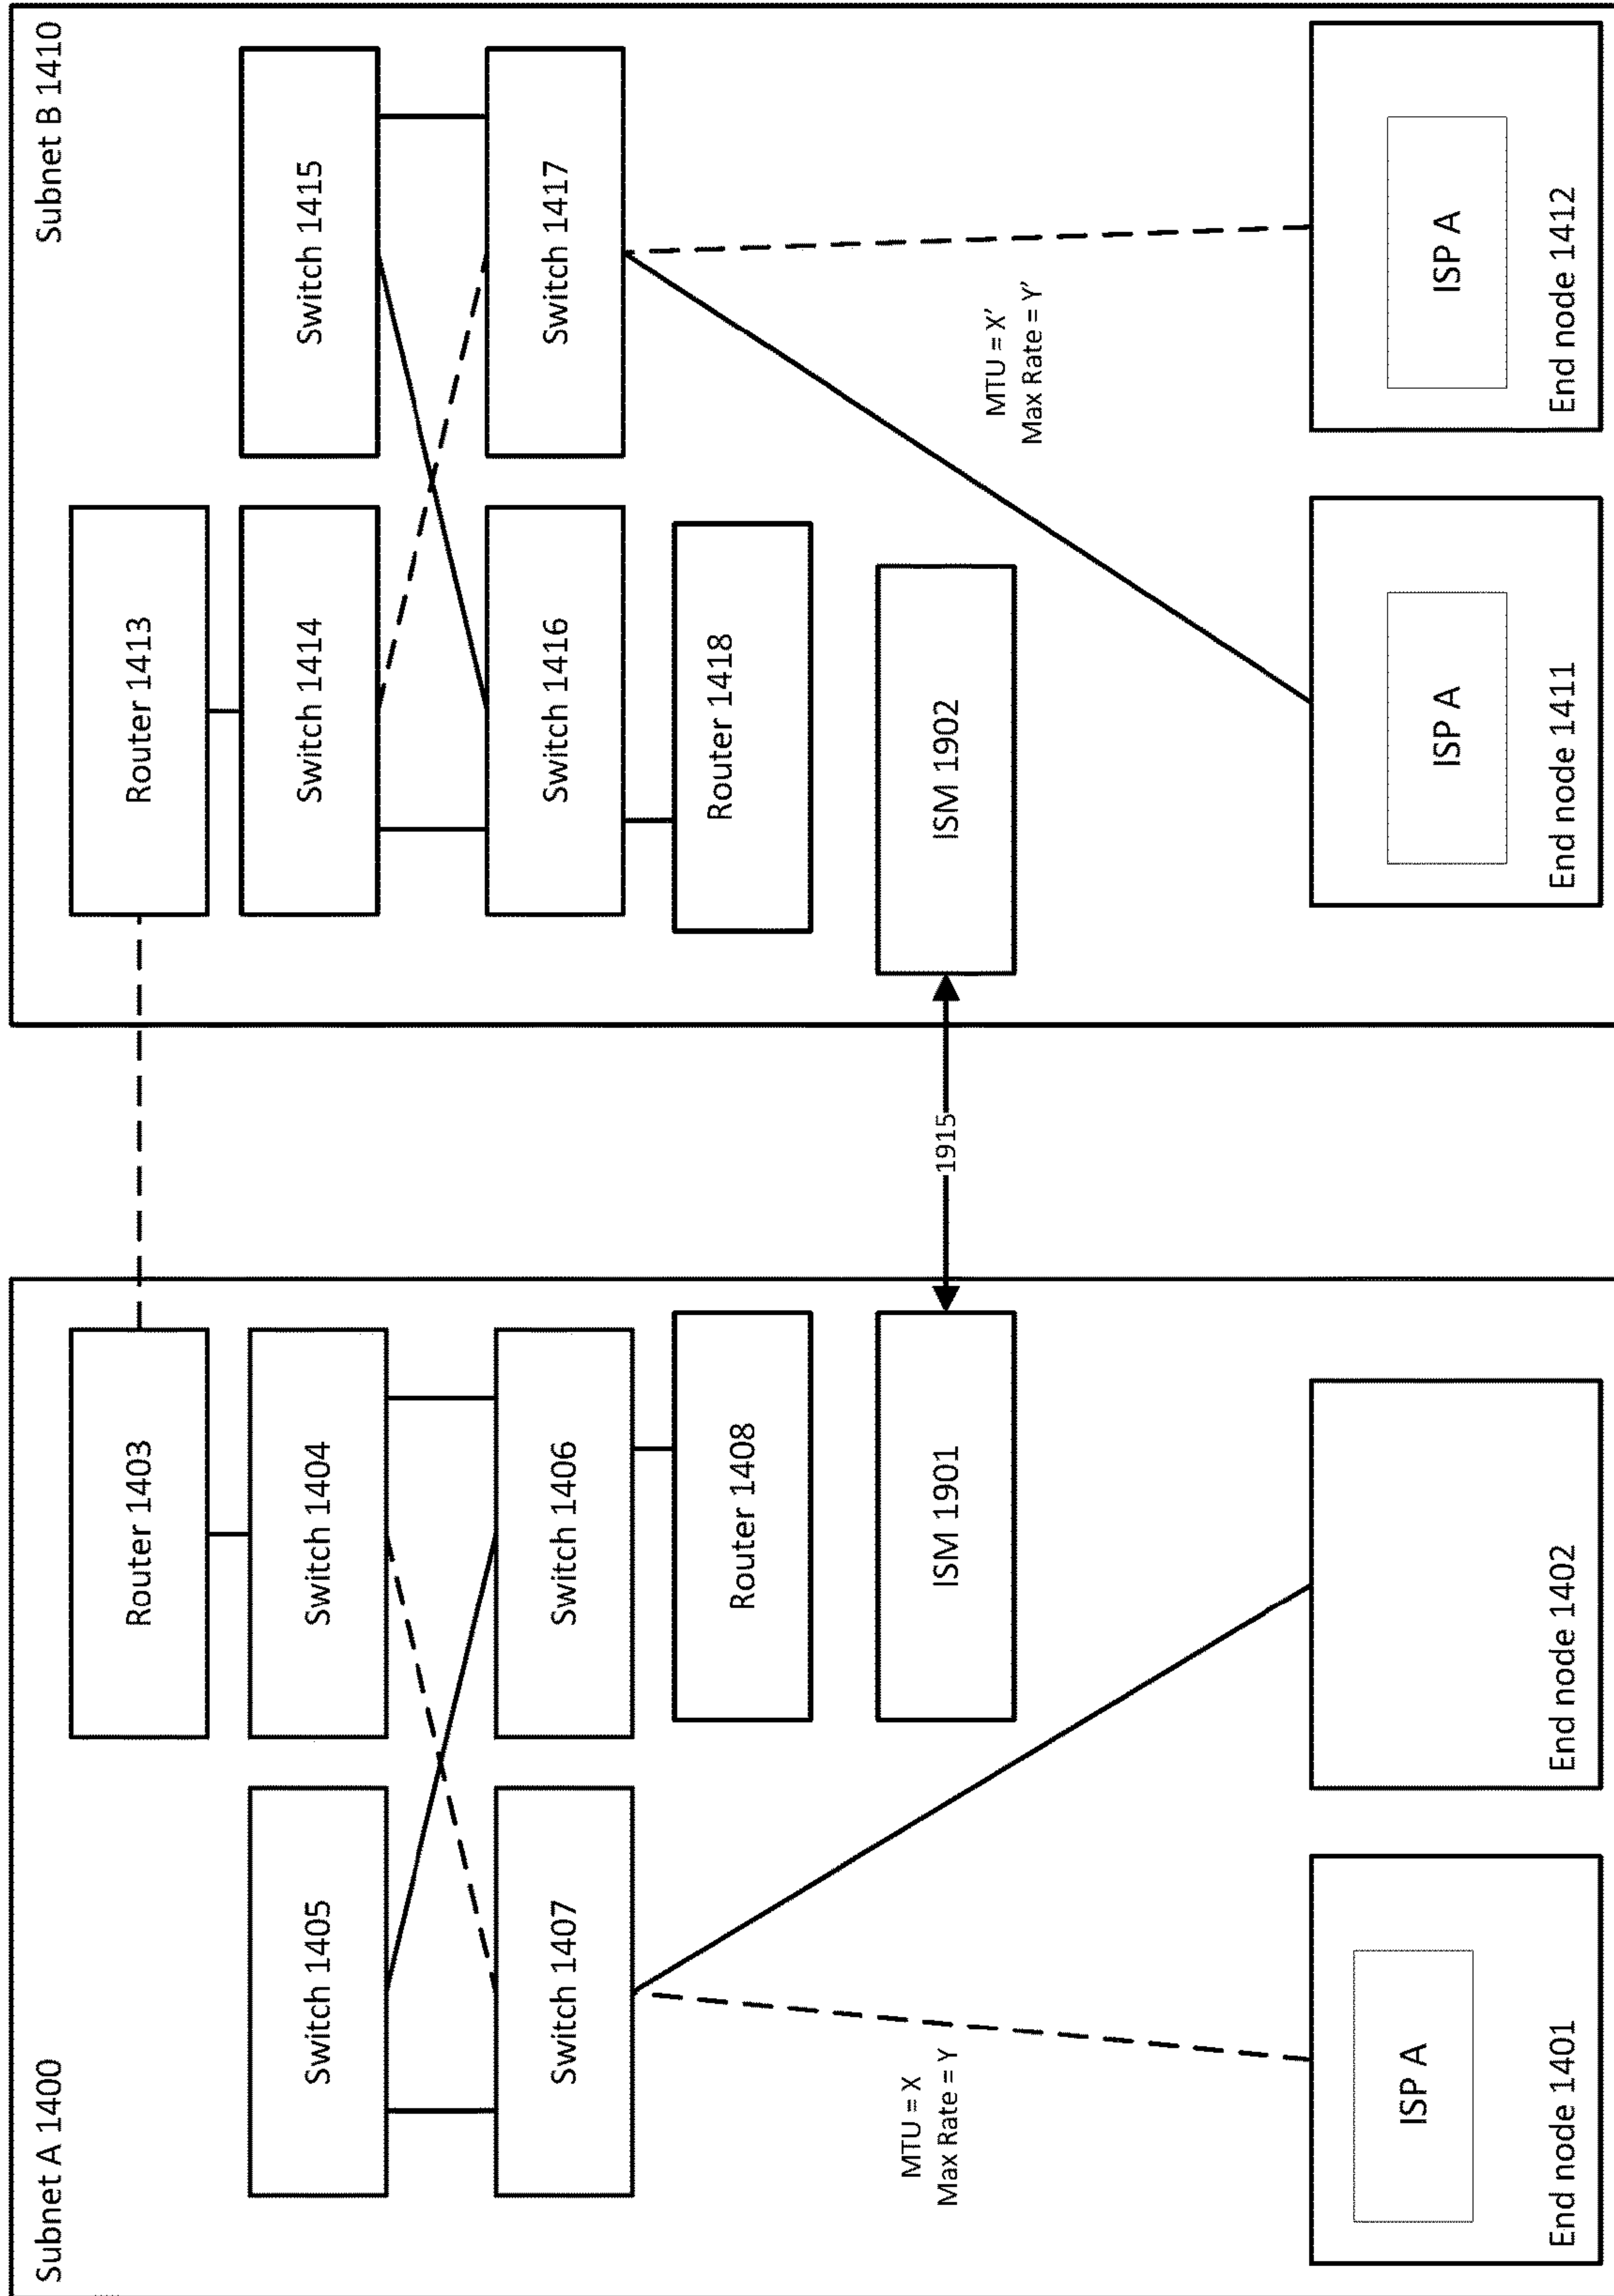 Subnet A 1400
Router 1403
Switch 1405
Switch 1404
Switch 1407
Switch 1406
Router 1408
ISM 1901
MTU = X
Max Rate = Y
ISP A
End node 1401
End node 1402
1915
Subnet B 1410
Router 1413
Switch 1414
Switch 1415
Switch 1416
Switch 1417
Router 1418
ISM 1902
MTU = X'
Max Rate = Y'
ISP A
End node 1411
ISP A
End node 1412